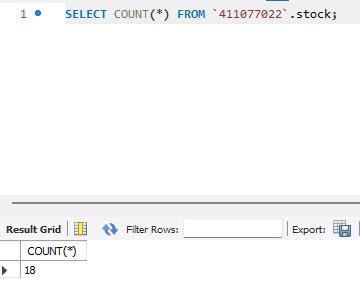 1 SELECT COUNT(*) FROM `411077022`.stock;
Result Grid Filter Rows: Export:
COUNT(*)
18